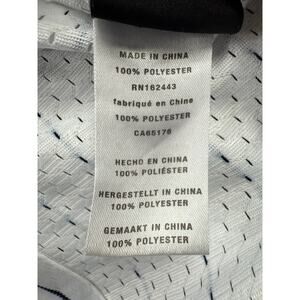 MADE IN CHINA
100% POLYESTER
RN162443
fabriqué en Chine
100% POLYESTER
CA65176
HECHO EN CHINA
100% POLIÉSTER
HERGESTELLT IN CHINA
100% POLYESTER
GEMAAKT IN CHINA
100% POLYESTER